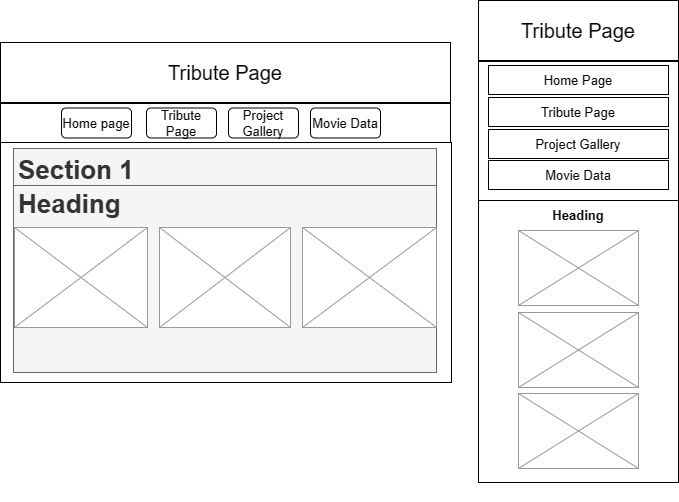 Tribute Page
Home page
Tribute
Page
Project
Gallery
Movie Data
Section 1
Heading
Tribute Page
Home Page
Tribute Page
Project Gallery
Movie Data
Heading